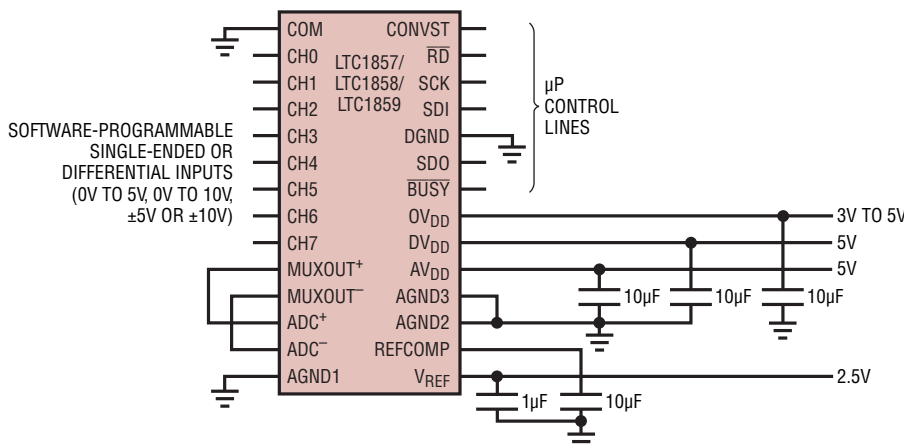 COM
CH0
CH1
CH2
CH3
CH4
CH5
CH6
CH7
MUXOUT+
MUXOUT−
ADC+
ADC−
AGND1
LTC1857/
LTC1858/
LTC1859
CONVST
RD
SCK
SDI
DGND
SDO
BUSY
OVDD
DVDD
AVDD
AGND3
AGND2
REFCOMP
VREF
SOFTWARE-PROGRAMMABLE
SINGLE-ENDED OR
DIFFERENTIAL INPUTS
(0V TO 5V, 0V TO 10V,
±5V OR ±10V)
µP
CONTROL
LINES
3V TO 5V
5V
5V
10µF
10µF
10µF
2.5V
1µF
10µF